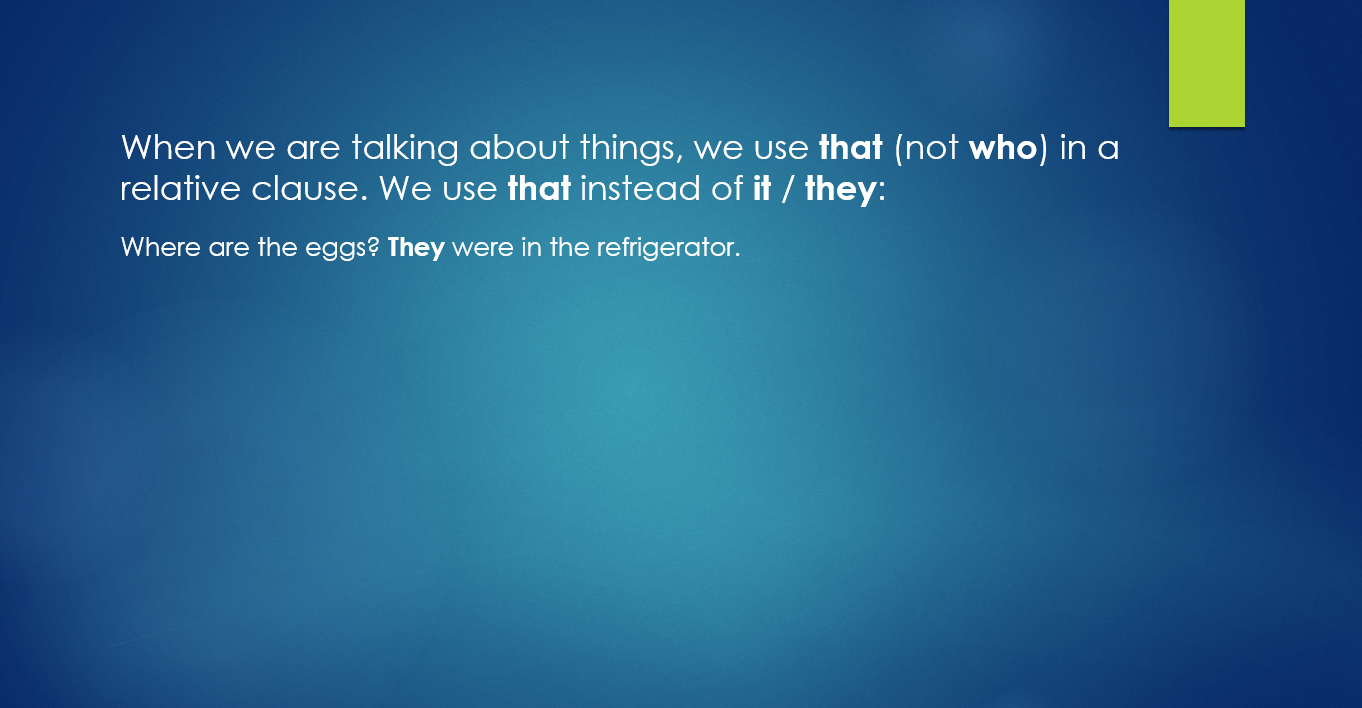 When we are talking about things, we use that (not who) in a
relative clause. We use that instead of it / they:
Where are the eggs? They were in the refrigerator.